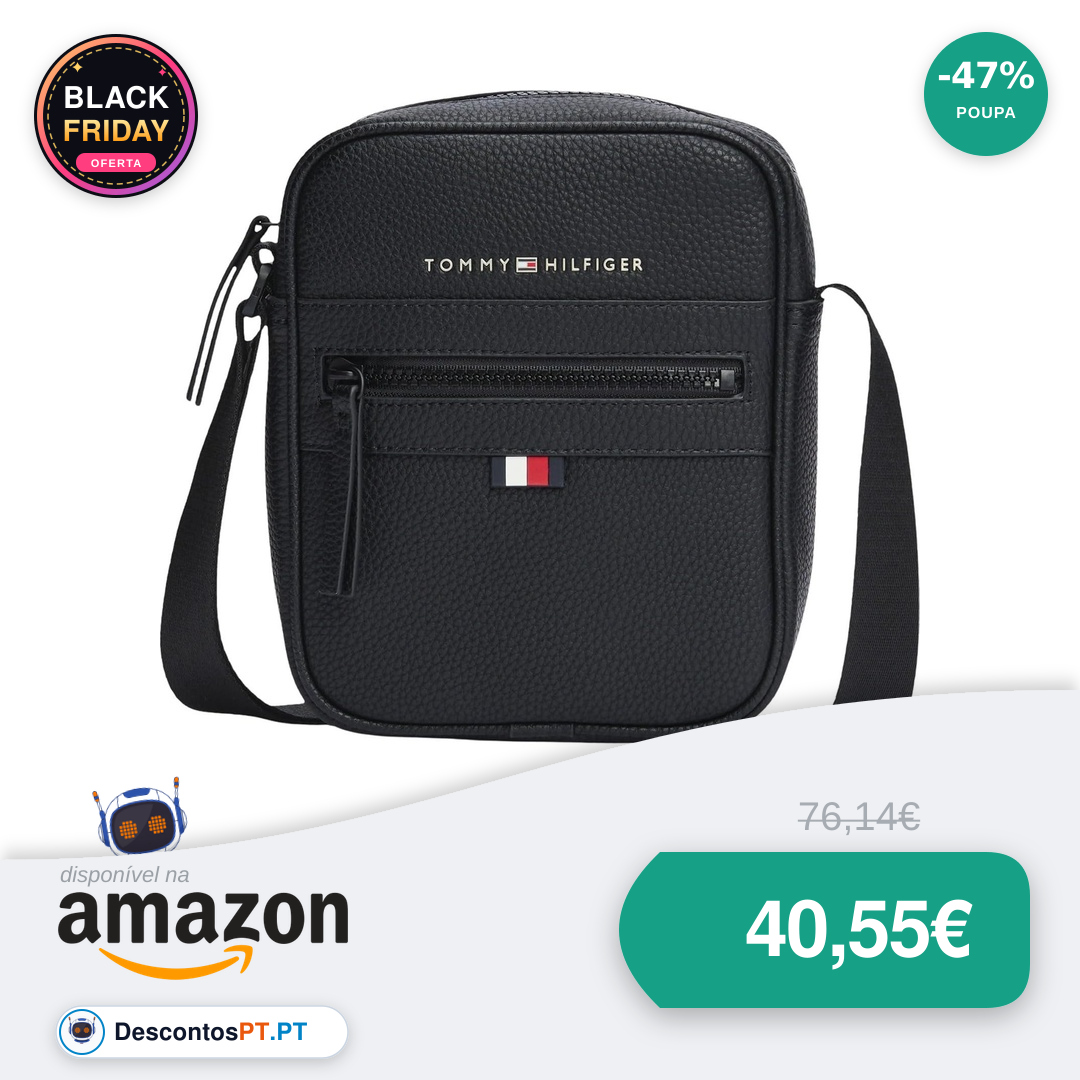 BLACK
FRIDAY
OFERTA
-47%
POUPA
TOMMY HILFIGER
76,14€
40,55€
disponível na
amazon
DescontosPT.PT